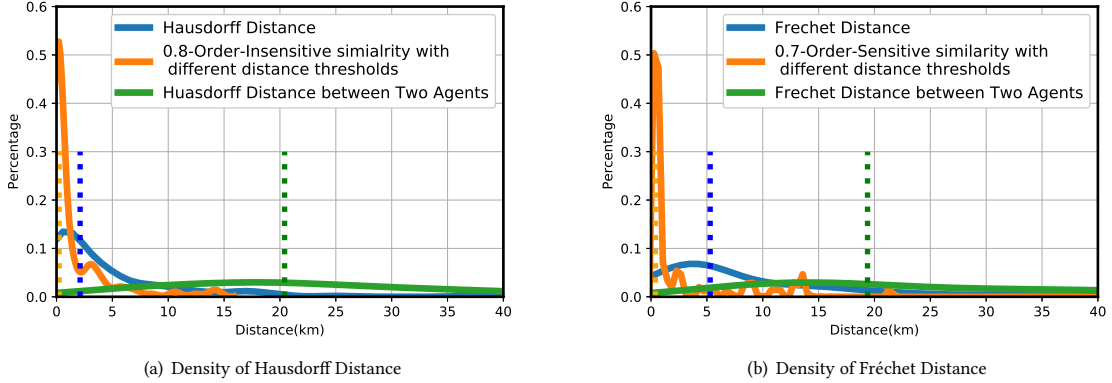 0.6
0.5
0.4
0.3
0.2
0.1
0.0
Percentage
Hausdorff Distance
0.8-Order-Insensitive simialrity with
different distance thresholds
Huasdorff Distance between Two Agents
0 5 10 15 20 25 30 35 40
Distance(km)
(a) Density of Hausdorff Distance
0.6
0.5
0.4
0.3
0.2
0.1
0.0
Percentage
Frechet Distance
0.7-Order-Sensitive similarity with
different distance thresholds
Frechet Distance between Two Agents
0 5 10 15 20 25 30 35 40
Distance(km)
(b) Density of Fréchet Distance